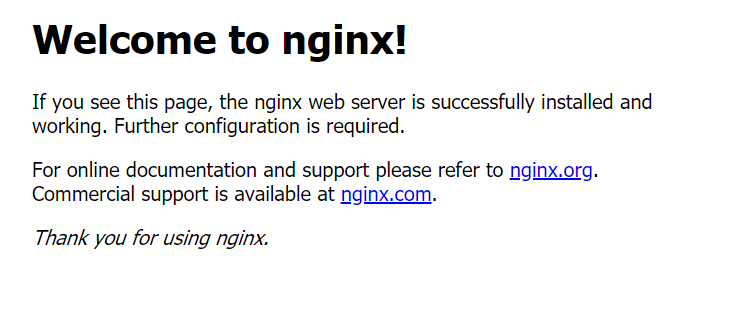 Welcome to nginx!
If you see this page, the nginx web server is successfully installed and
working. Further configuration is required.
For online documentation and support please refer to nginx.org.
Commercial support is available at nginx.com.
Thank you for using nginx.